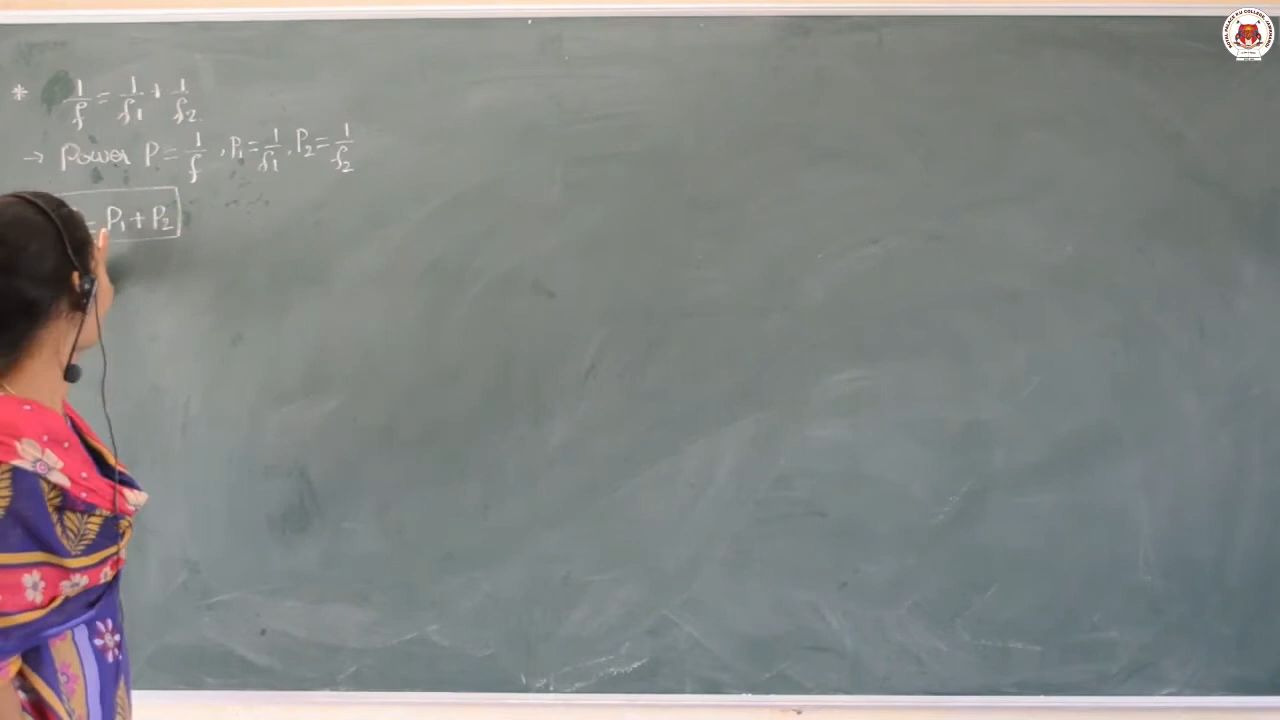 * 1/f = 1/f1 + 1/f2
→ Power P = 1/f , P1 = 1/f1 , P2 = 1/f2
= P1 + P2